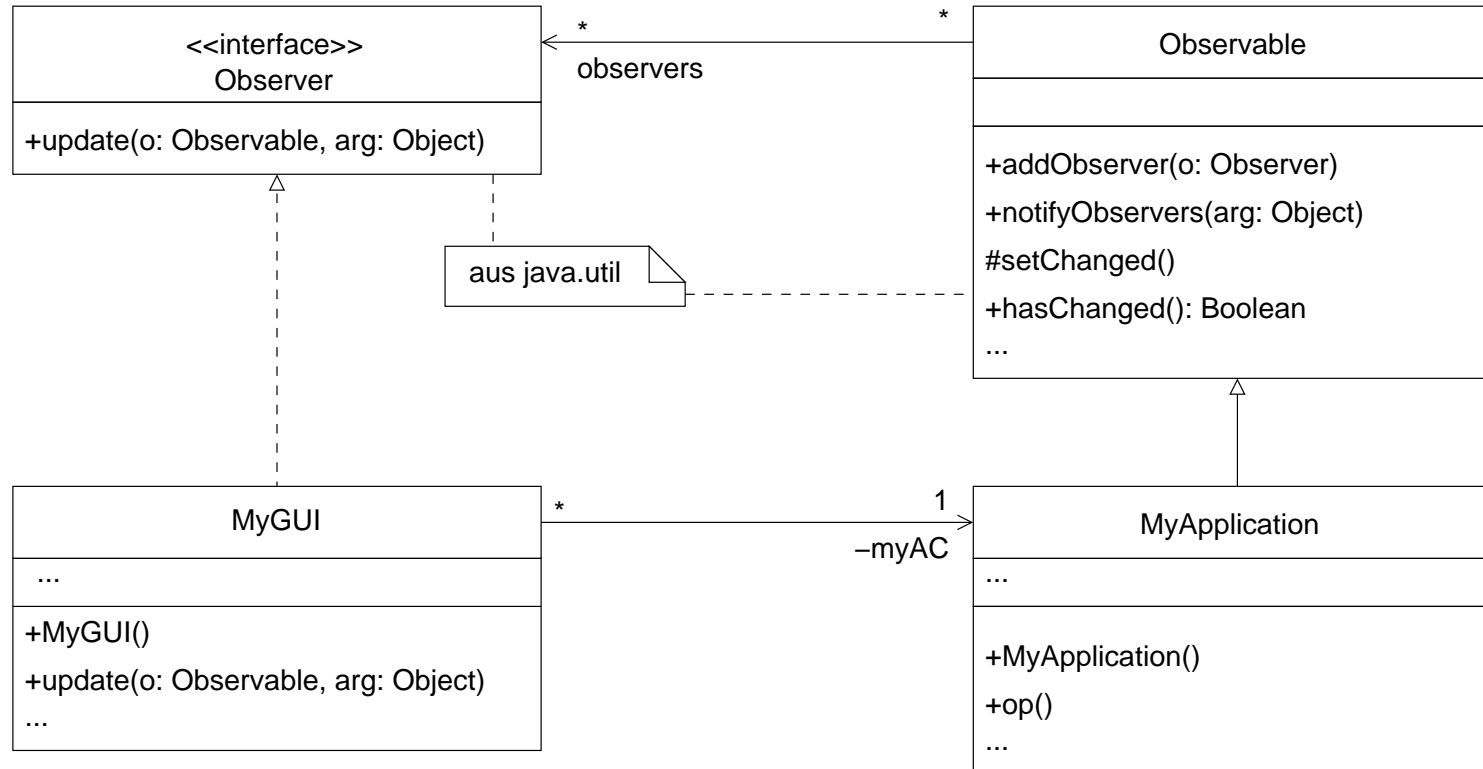 <<interface>>
Observer
+update(o: Observable, arg: Object)
*
*
observers
Observable
+addObserver(o: Observer)
+notifyObservers(arg: Object)
#setChanged()
+hasChanged(): Boolean
...
aus java.util
MyGUI
...
+MyGUI()
+update(o: Observable, arg: Object)
...
*
1
–myAC
MyApplication
...
+MyApplication()
+op()
...